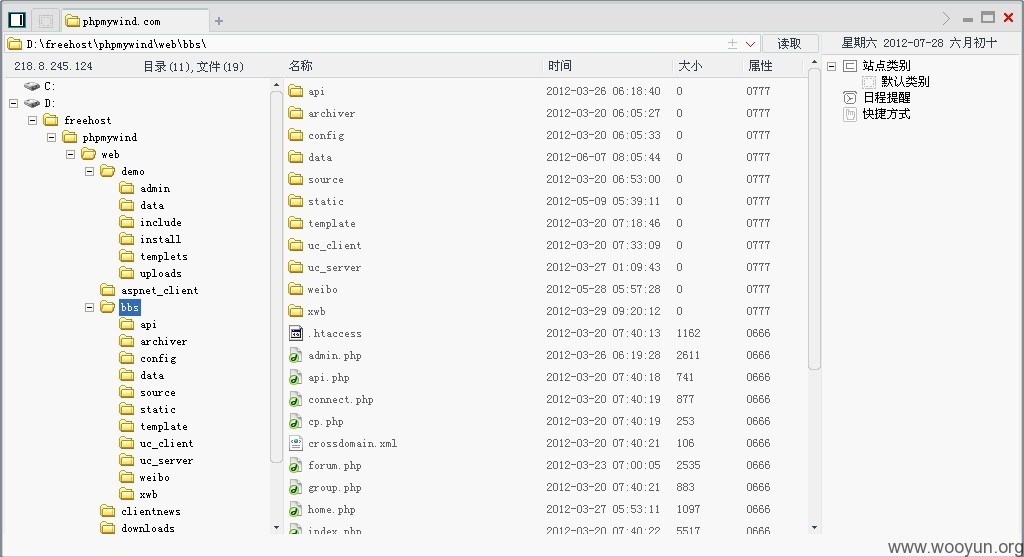 phpmywind.com
D:\freehost\phpmywind\web\bbs\ 读取 星期六 2012-07-28 六月初十
218.8.245.124 目录(11),文件(19)
C:
D:
freehost
phpmywind
web
demo
admin
data
include
install
templets
uploads
aspnet_client
bbs
api
archiver
config
data
source
static
template
uc_client
uc_server
weibo
xwb
clientnews
downloads
名称 时间 大小 属性
api 2012-03-26 06:18:40 0 0777
archiver 2012-03-20 06:05:27 0 0777
config 2012-03-20 06:05:33 0 0777
data 2012-06-07 08:05:44 0 0777
source 2012-03-20 06:53:00 0 0777
static 2012-05-09 05:39:11 0 0777
template 2012-03-20 07:18:46 0 0777
uc_client 2012-03-20 07:33:09 0 0777
uc_server 2012-03-27 01:09:43 0 0777
weibo 2012-05-28 05:57:28 0 0777
xwb 2012-03-29 09:20:12 0 0777
.htaccess 2012-03-20 07:40:13 1162 0666
admin.php 2012-03-26 06:19:28 2611 0666
api.php 2012-03-20 07:40:18 741 0666
connect.php 2012-03-20 07:40:19 877 0666
cp.php 2012-03-20 07:40:19 253 0666
crossdomain.xml 2012-03-20 07:40:21 106 0666
forum.php 2012-03-23 07:00:05 2535 0666
group.php 2012-03-20 07:40:21 883 0666
home.php 2012-03-27 05:53:11 1097 0666
index.php 2012-03-20 07:40:22 5517 0666
站点类别
默认类别
日程提醒
快捷方式
www.wooyun.org